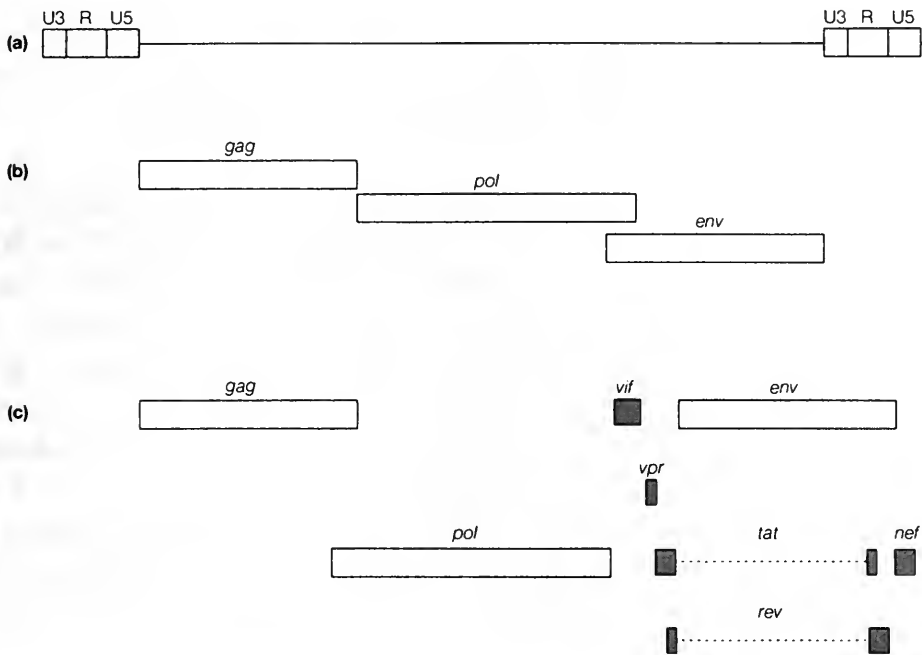 U3 R U5 U3 R U5
(a)
gag
(b)
pol
env
gag vif env
(c)
vpr
pol tat nef
rev